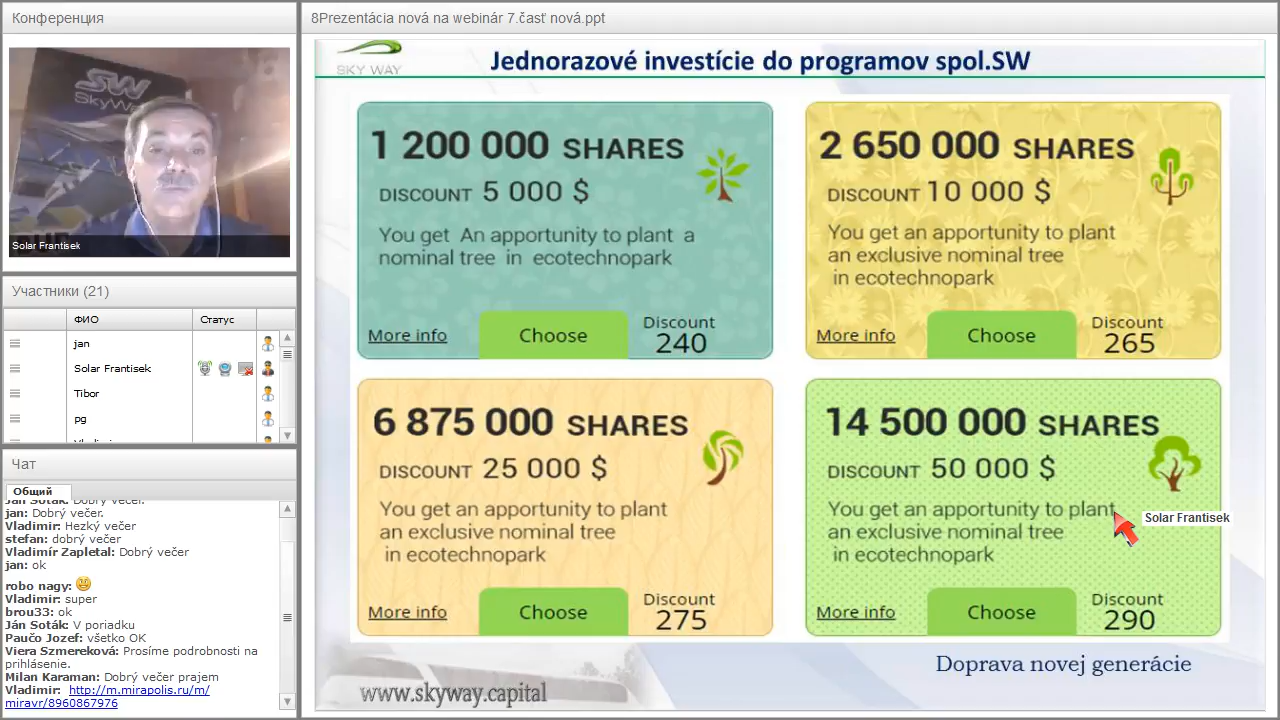 Конференция
Solar Frantisek
SW
SkyWay
Участники (21)
ФИО
Статус
jan
Solar Frantisek
Tibor
pg
Чат
Общий
Ján Soták: Dobrý večer.
jan: Dobrý večer.
Vladimir: Hezký večer
stefan: dobrý večer
Vladimír Zapletal: Dobrý večer
jan: ok
robo nagy:
Vladimir: super
brou33: ok
Ján Soták: V poriadku
Paučo Jozef: všetko OK
Viera Szmereková: Prosíme podrobnosti na
prihlásenie.
Milan Karaman: Dobrý večer prajem
Vladimir: http://m.mirapolis.ru/m/
miravr/8960867976
8Prezentácia nová na webinár 7.časť nová.ppt
SKY WAY
Jednorazové investície do programov spol.SW
1 200 000 SHARES
DISCOUNT 5 000 $
You get An apportunity to plant a
nominal tree in ecotechnopark
More info
Choose
Discount
240
2 650 000 SHARES
DISCOUNT 10 000 $
You get an apportunity to plant
an exclusive nominal tree
in ecotechnopark
More info
Choose
Discount
265
6 875 000 SHARES
DISCOUNT 25 000 $
You get an apportunity to plant
an exclusive nominal tree
in ecotechnopark
More info
Choose
Discount
275
14 500 000 SHARES
DISCOUNT 50 000 $
You get an apportunity to plant
an exclusive nominal tree
in ecotechnopark
Solar Frantisek
More info
Choose
Discount
290
Doprava novej generácie
www.skyway.capital